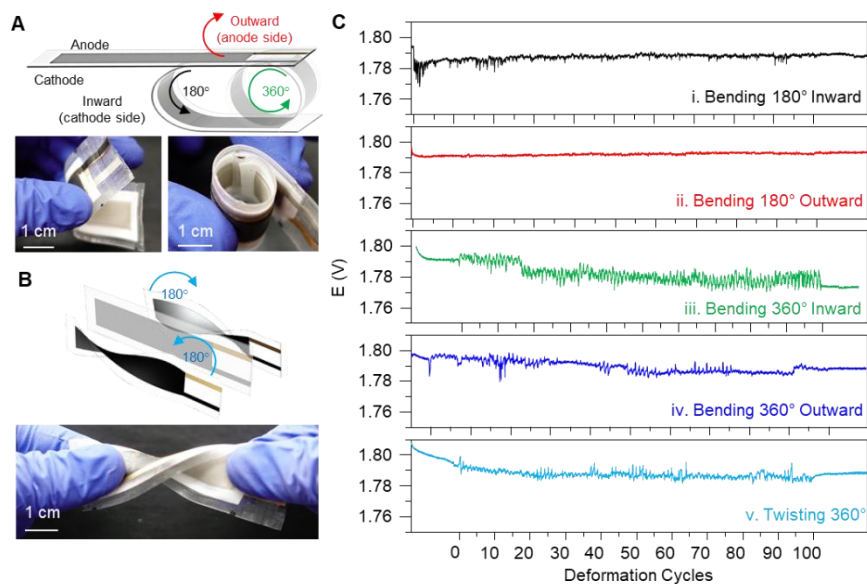 A
Outward
(anode side)
Anode
Cathode
180°
360°
Inward
(cathode side)
1 cm
1 cm
B
180°
180°
1 cm
C
E (V)
1.80
1.78
1.76
i. Bending 180° Inward
1.80
1.78
1.76
ii. Bending 180° Outward
1.80
1.78
1.76
iii. Bending 360° Inward
1.80
1.78
1.76
iv. Bending 360° Outward
1.80
1.78
1.76
v. Twisting 360°
0 10 20 30 40 50 60 70 80 90 100
Deformation Cycles